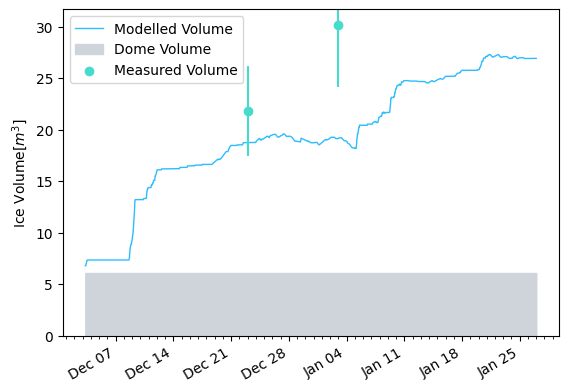 Modelled Volume
Dome Volume
Measured Volume
Ice Volume[m³]
30
25
20
15
10
5
0
Dec 07
Dec 14
Dec 21
Dec 28
Jan 04
Jan 11
Jan 18
Jan 25